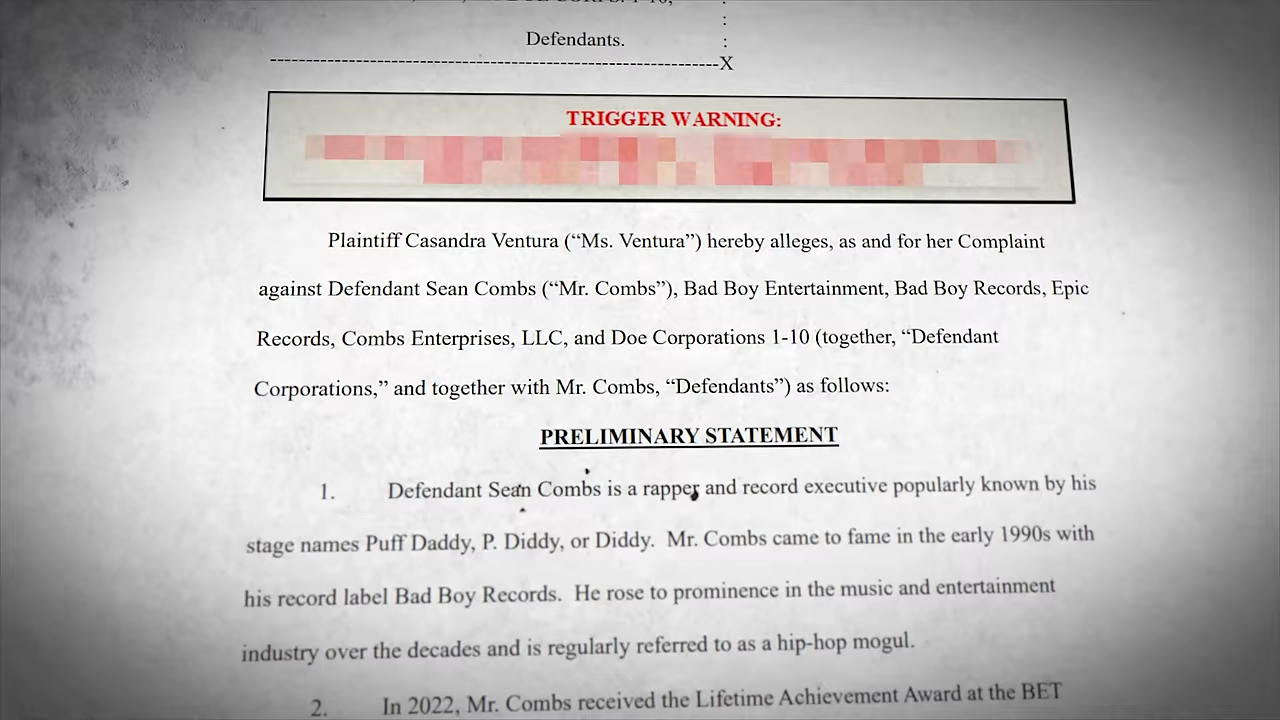 Defendants.
------------------------------------------------------------------X
TRIGGER WARNING:
Plaintiff Casandra Ventura (“Ms. Ventura”) hereby alleges, as and for her Complaint
against Defendant Sean Combs (“Mr. Combs”), Bad Boy Entertainment, Bad Boy Records, Epic
Records, Combs Enterprises, LLC, and Doe Corporations 1-10 (together, “Defendant
Corporations,” and together with Mr. Combs, “Defendants”) as follows:
PRELIMINARY STATEMENT
1. Defendant Sean Combs is a rapper and record executive popularly known by his
stage names Puff Daddy, P. Diddy, or Diddy. Mr. Combs came to fame in the early 1990s with
his record label Bad Boy Records. He rose to prominence in the music and entertainment
industry over the decades and is regularly referred to as a hip-hop mogul.
2. In 2022, Mr. Combs received the Lifetime Achievement Award at the BET